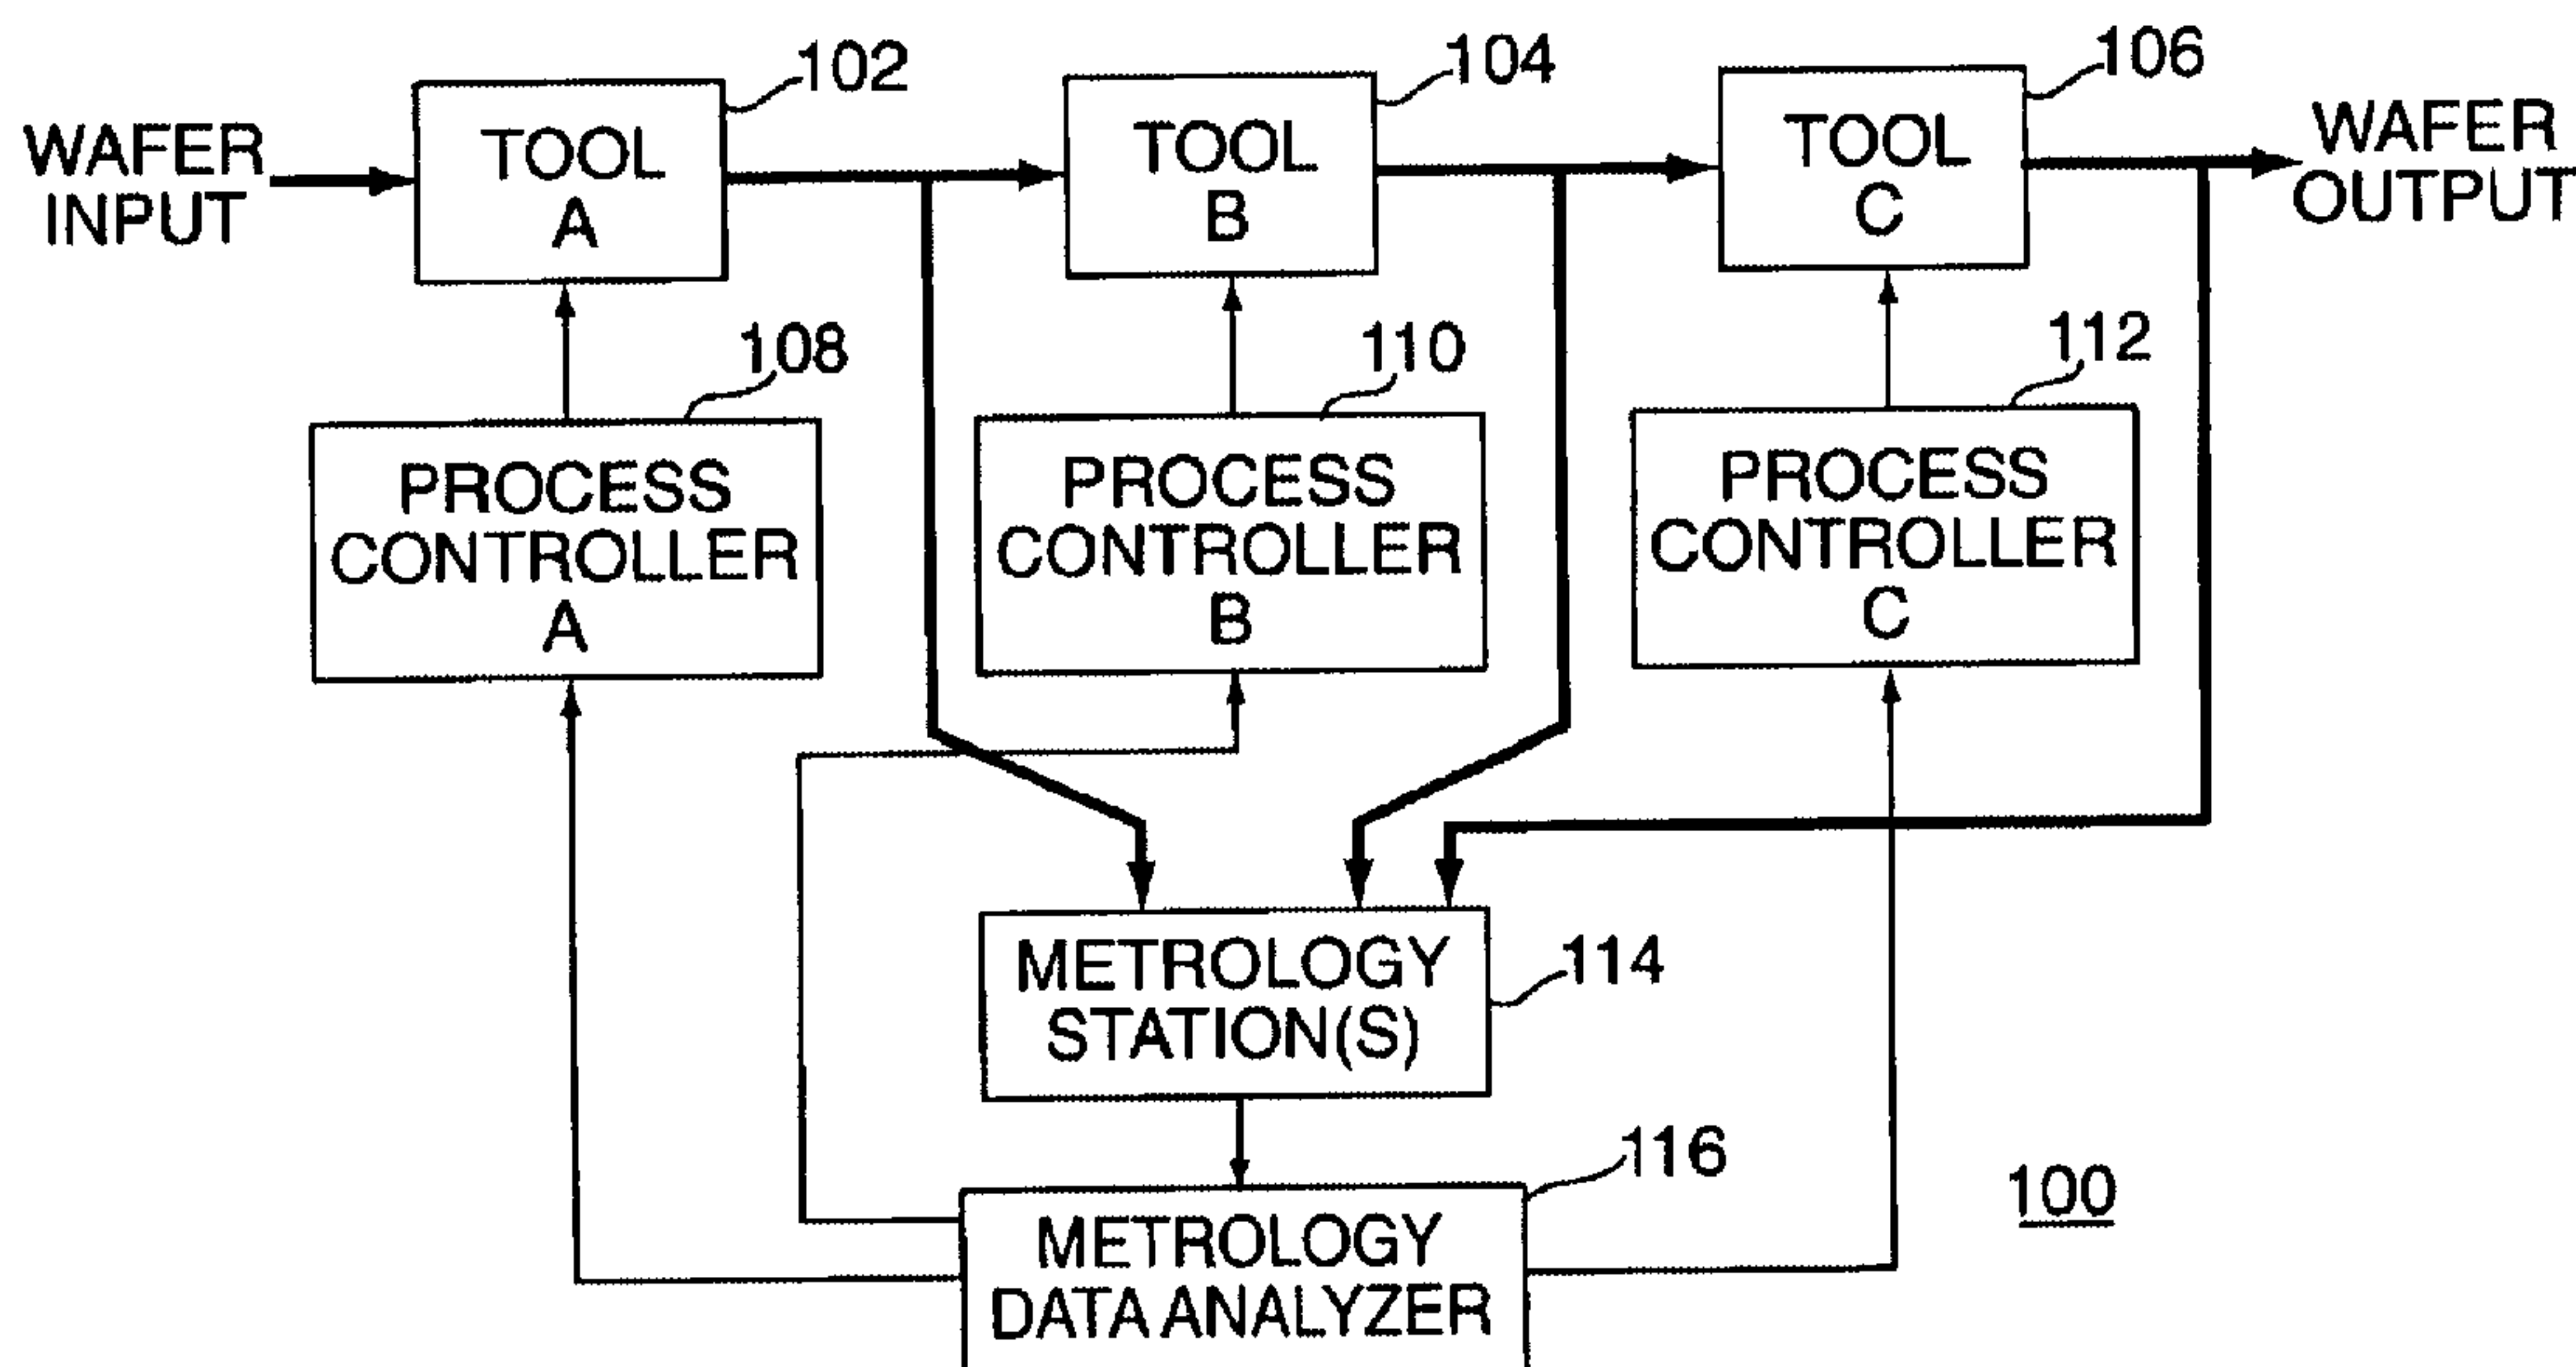 102
104
106
WAFER
INPUT
TOOL
A
TOOL
B
TOOL
C
WAFER
OUTPUT
108
110
112
PROCESS
CONTROLLER
A
PROCESS
CONTROLLER
B
PROCESS
CONTROLLER
C
METROLOGY
STATION(S)
114
116
METROLOGY
DATA ANALYZER
100